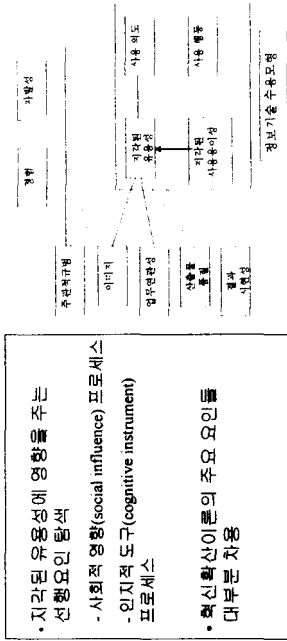 • 지각된 유용성에 영향을 주는
선행요인 탐색
- 사회적 영향(social influence) 프로세스
- 인지적 도구(cognitive instrument)
프로세스
• 혁신확산이론의 주요 요인들
대부분 차용
경험
자발성
주관적규범
이미지
업무연관성
산출물
품질
결과
시현성
지각된
유용성
지각된
사용용이성
사용 의도
사용 행동
정보기술 수용모형